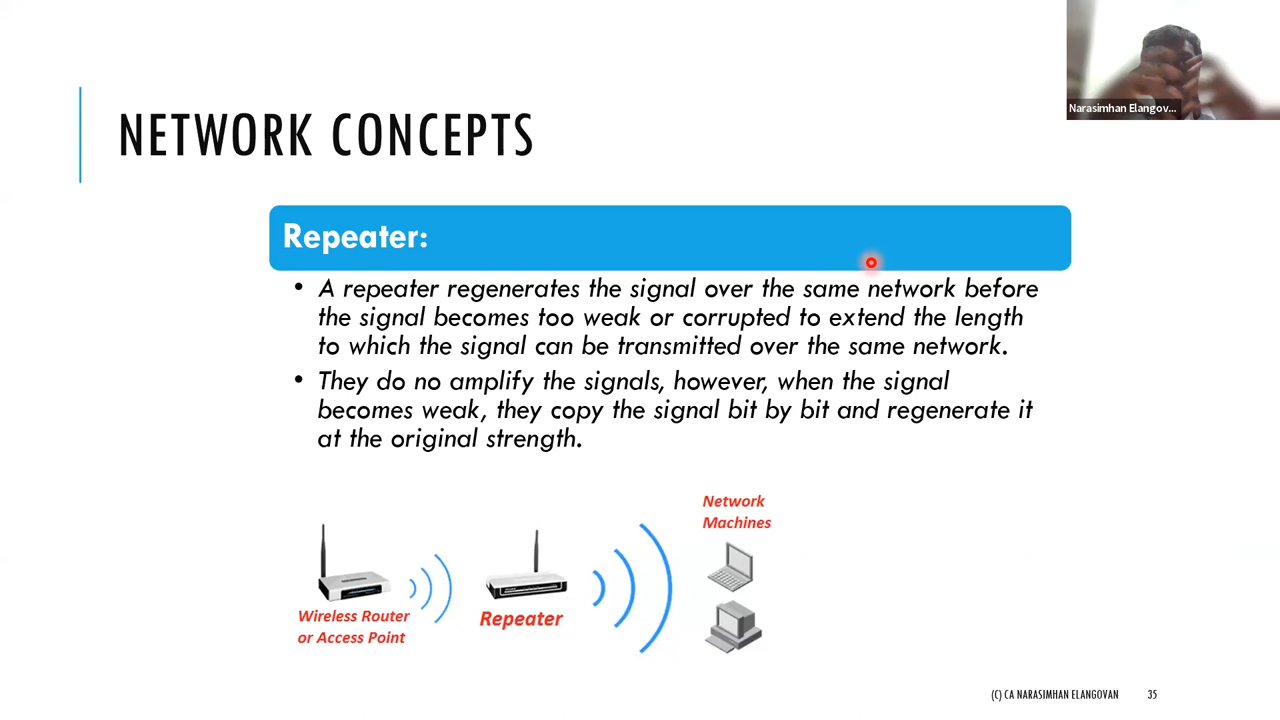 Narasimhan Elangov...
NETWORK CONCEPTS
Repeater:
• A repeater regenerates the signal over the same network before
the signal becomes too weak or corrupted to extend the length
to which the signal can be transmitted over the same network.
• They do no amplify the signals, however, when the signal
becomes weak, they copy the signal bit by bit and regenerate it
at the original strength.
Network
Machines
Wireless Router
or Access Point
Repeater
(C) CA NARASIMHAN ELANGOVAN 35